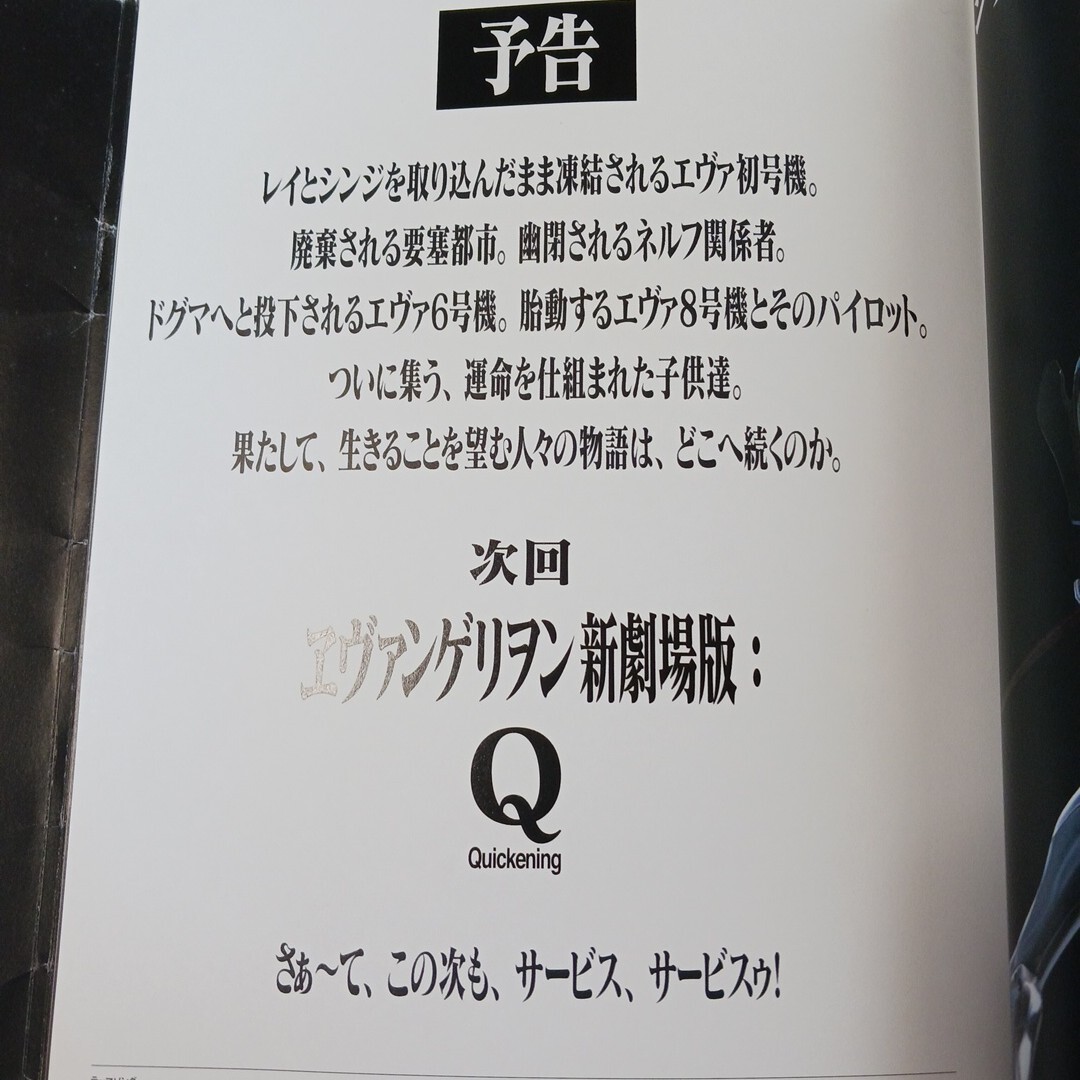 予告
レイとシンジを取り込んだまま凍結されるエヴァ初号機。
廃棄される要塞都市。幽閉されるネルフ関係者。
ドグマへと投下されるエヴァ6号機。胎動するエヴァ8号機とそのパイロット。
ついに集う、運命を仕組まれた子供達。
果たして、生きることを望む人々の物語は、どこへ続くのか。
次回
ヱヴァンゲリヲン新劇場版：
Q
Quickening
さぁ〜て、この次も、サービス、サービスゥ!